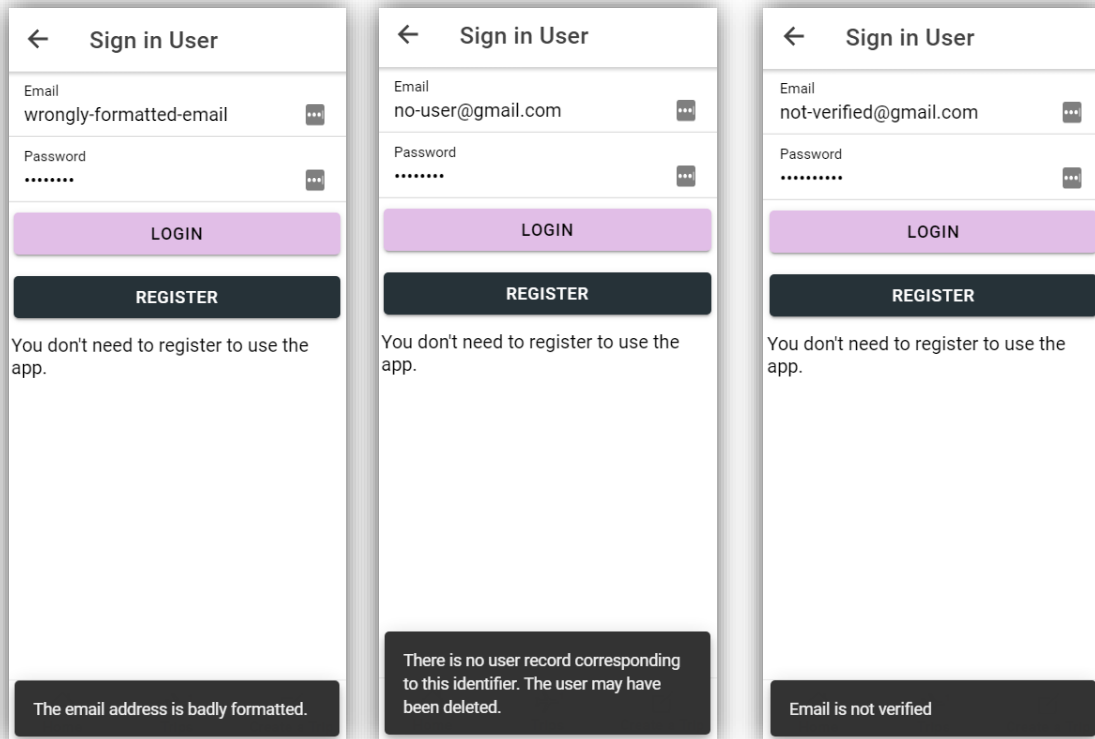 Sign in User
Email
wrongly-formatted-email
Password
••••••••
LOGIN
REGISTER
You don't need to register to use the
app.
The email address is badly formatted.
Sign in User
Email
no-user@gmail.com
Password
••••••••
LOGIN
REGISTER
You don't need to register to use the
app.
There is no user record corresponding
to this identifier. The user may have
been deleted.
Sign in User
Email
not-verified@gmail.com
Password
••••••••••
LOGIN
REGISTER
You don't need to register to use the
app.
Email is not verified